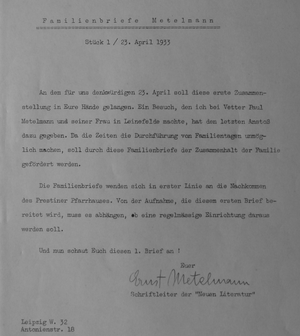 Familienbriefe Metelmann
Stück 1 / 23. April 1933
An den für uns denkwürdigen 23. April soll diese erste Zusammen-
stellung in Eure Hände gelangen. Ein Besuch, den ich bei Vetter Paul
Metelmann und seiner Frau in Leinefelde machte, hat den letzten Anstoß
dazu gegeben. Da die Zeiten die Durchführung von Familientagen unmög-
lich machen, soll durch diese Familienbriefe der Zusammenhalt der Familie
gefördert werden.
Die Familienbriefe wenden sich in erster Linie an die Nachkommen
des Prestiner Pfarrhauses. Von der Aufnahme, die diesem ersten Brief be-
reitet wird, muss es abhängen, ob eine regelmässige Einrichtung daraus
werden soll.
Und nun schaut Euch diesen 1. Brief an !
Euer
Ernst Metelmann
Schriftleiter der "Neuen Literatur"
Leipzig W. 32
Antonienstr. 18